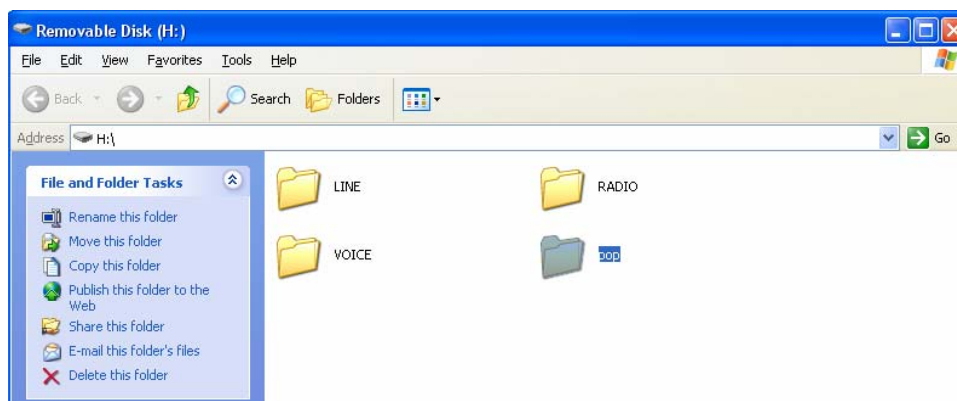 Removable Disk (H:)
File Edit View Favorites Tools Help
Back Search Folders
Address H:\ Go
File and Folder Tasks
Rename this folder
Move this folder
Copy this folder
Publish this folder to the
Web
Share this folder
E-mail this folder's files
Delete this folder
LINE RADIO
VOICE pop